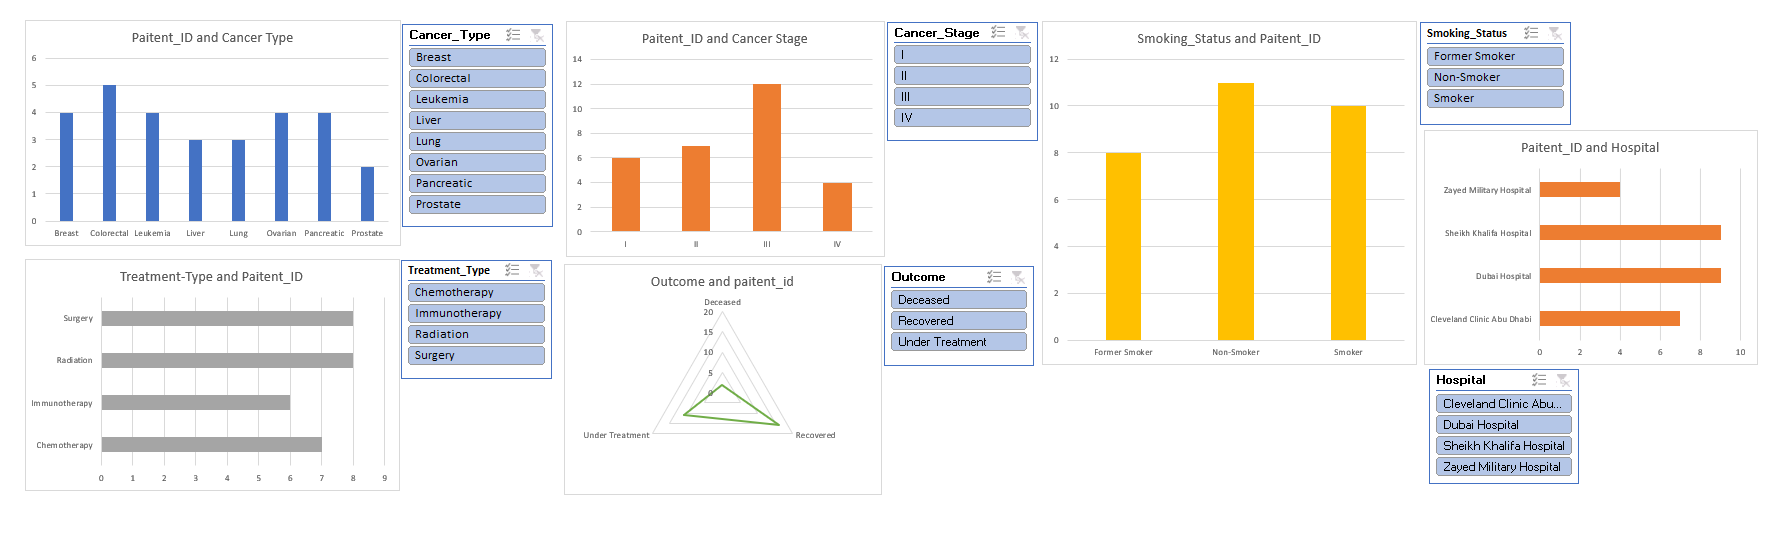 Paitent_ID and Cancer Type
6
5
4
3
2
1
0
Breast Colorectal Leukemia Liver Lung Ovarian Pancreatic Prostate
Cancer_Type
Breast
Colorectal
Leukemia
Liver
Lung
Ovarian
Pancreatic
Prostate
Paitent_ID and Cancer Stage
14
12
10
8
6
4
2
0
I II III IV
Cancer_Stage
I
II
III
IV
Smoking_Status and Paitent_ID
12
10
8
6
4
2
0
Former Smoker Non-Smoker Smoker
Smoking_Status
Former Smoker
Non-Smoker
Smoker
Paitent_ID and Hospital
Zayed Military Hospital
Sheikh Khalifa Hospital
Dubai Hospital
Cleveland Clinic Abu Dhabi
0 2 4 6 8 10
Treatment-Type and Paitent_ID
Surgery
Radiation
Immunotherapy
Chemotherapy
0 1 2 3 4 5 6 7 8 9
Treatment_Type
Chemotherapy
Immunotherapy
Radiation
Surgery
Outcome and paitent_id
Deceased
20
15
10
5
0
Under Treatment Recovered
Outcome
Deceased
Recovered
Under Treatment
Hospital
Cleveland Clinic Abu...
Dubai Hospital
Sheikh Khalifa Hospital
Zayed Military Hospital